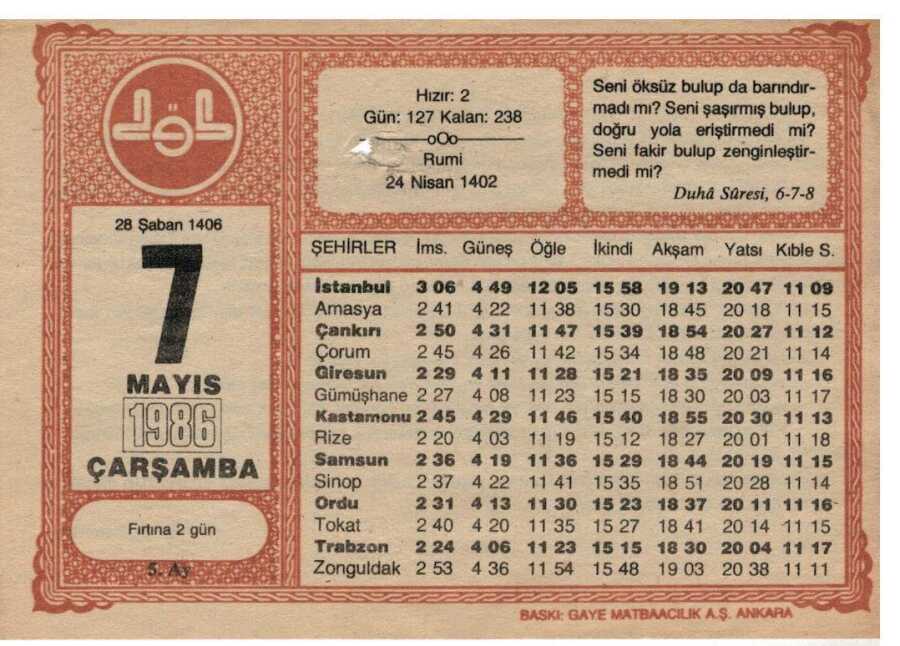 28 Şaban 1406
7
MAYIS
1986
ÇARŞAMBA
Fırtına 2 gün
5. Ay
Hızır: 2
Gün: 127 Kalan: 238
oOo
Rumi
24 Nisan 1402
Seni öksüz bulup da barındır-
madı mı? Seni şaşırmış bulup,
doğru yola eriştirmedi mi?
Seni fakir bulup zenginleştir-
medi mi?
Duhâ Sûresi, 6-7-8
ŞEHİRLER İms. Güneş Öğle İkindi Akşam Yatsı Kıble S.
İstanbul 3 06 4 49 12 05 15 58 19 13 20 47 11 09
Amasya 2 41 4 22 11 38 15 30 18 45 20 18 11 15
Çankırı 2 50 4 31 11 47 15 39 18 54 20 27 11 12
Çorum 2 45 4 26 11 42 15 34 18 48 20 21 11 14
Giresun 2 29 4 11 11 28 15 21 18 35 20 09 11 16
Gümüşhane 2 27 4 08 11 23 15 15 18 30 20 03 11 17
Kastamonu 2 45 4 29 11 46 15 40 18 55 20 30 11 13
Rize 2 20 4 03 11 19 15 12 18 27 20 01 11 18
Samsun 2 36 4 19 11 36 15 29 18 44 20 19 11 15
Sinop 2 37 4 22 11 41 15 35 18 51 20 28 11 14
Ordu 2 31 4 13 11 30 15 23 18 37 20 11 11 16
Tokat 2 40 4 20 11 35 15 27 18 41 20 14 11 15
Trabzon 2 24 4 06 11 23 15 15 18 30 20 04 11 17
Zonguldak 2 53 4 36 11 54 15 48 19 03 20 38 11 11
BASKI: GAYE MATBAACILIK A.Ş. ANKARA